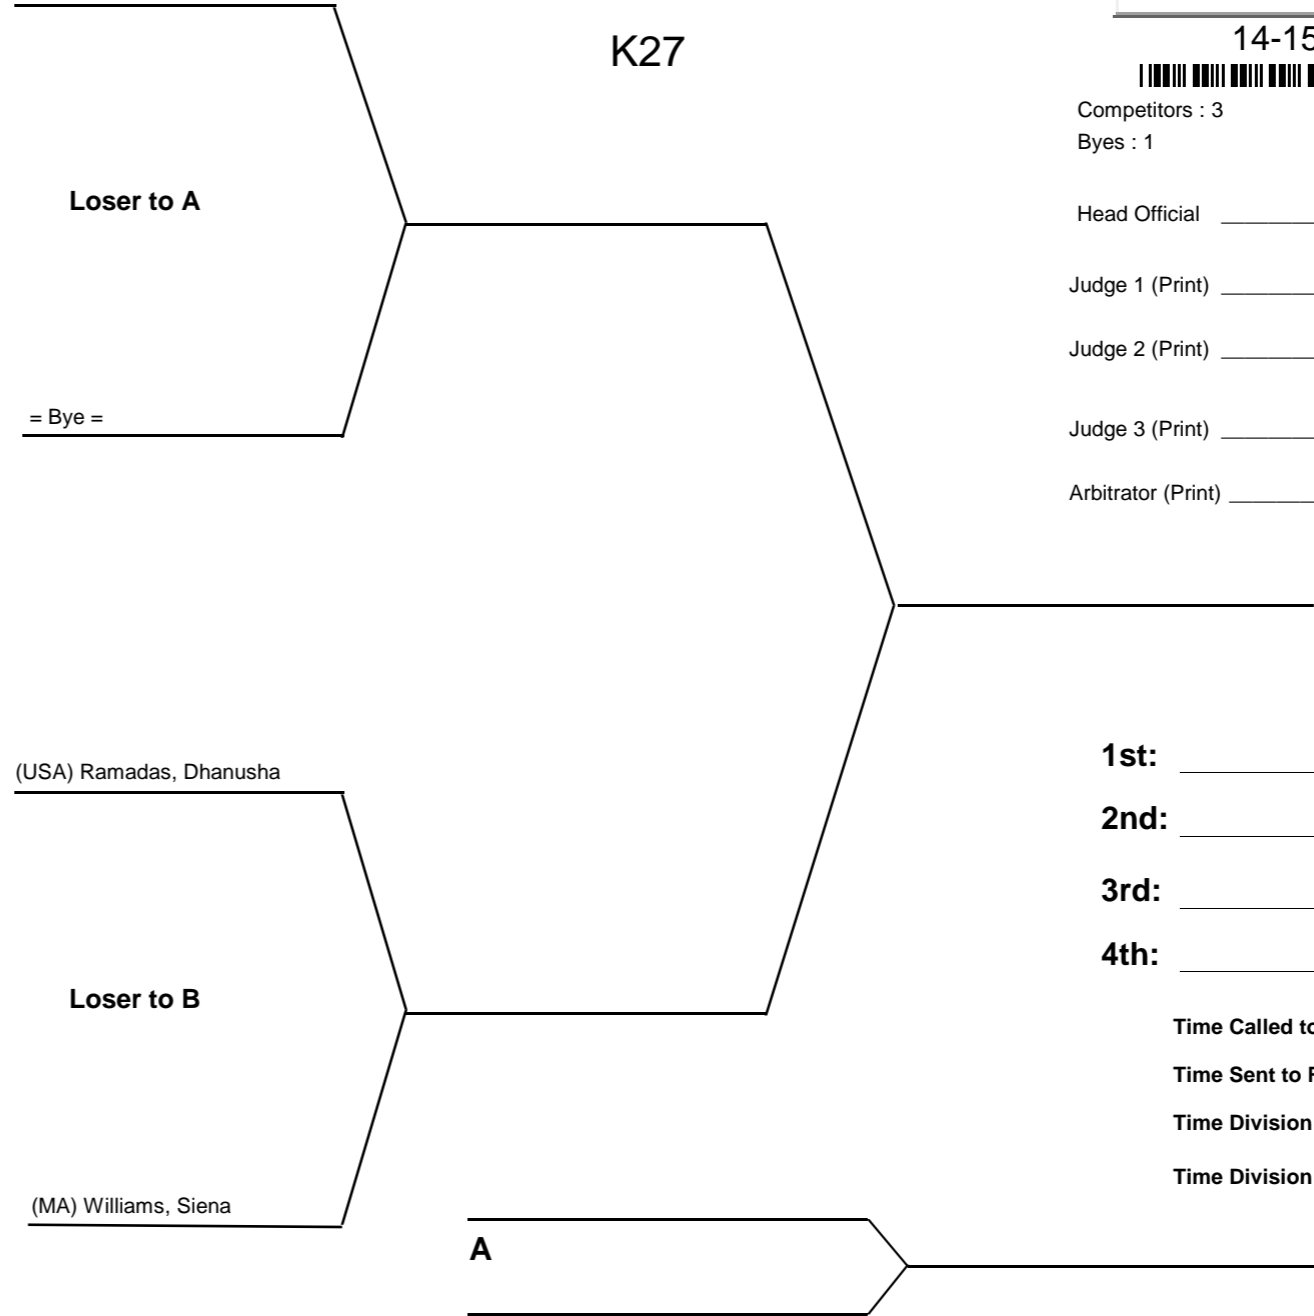 K27
14-15
Competitors : 3
Byes : 1
Loser to A
Head Official
Judge 1 (Print)
Judge 2 (Print)
= Bye =
Judge 3 (Print)
Arbitrator (Print)
(USA) Ramadas, Dhanusha
1st:
2nd:
3rd:
4th:
Loser to B
Time Called to
Time Sent to
Time Division
Time Division
(MA) Williams, Siena
A